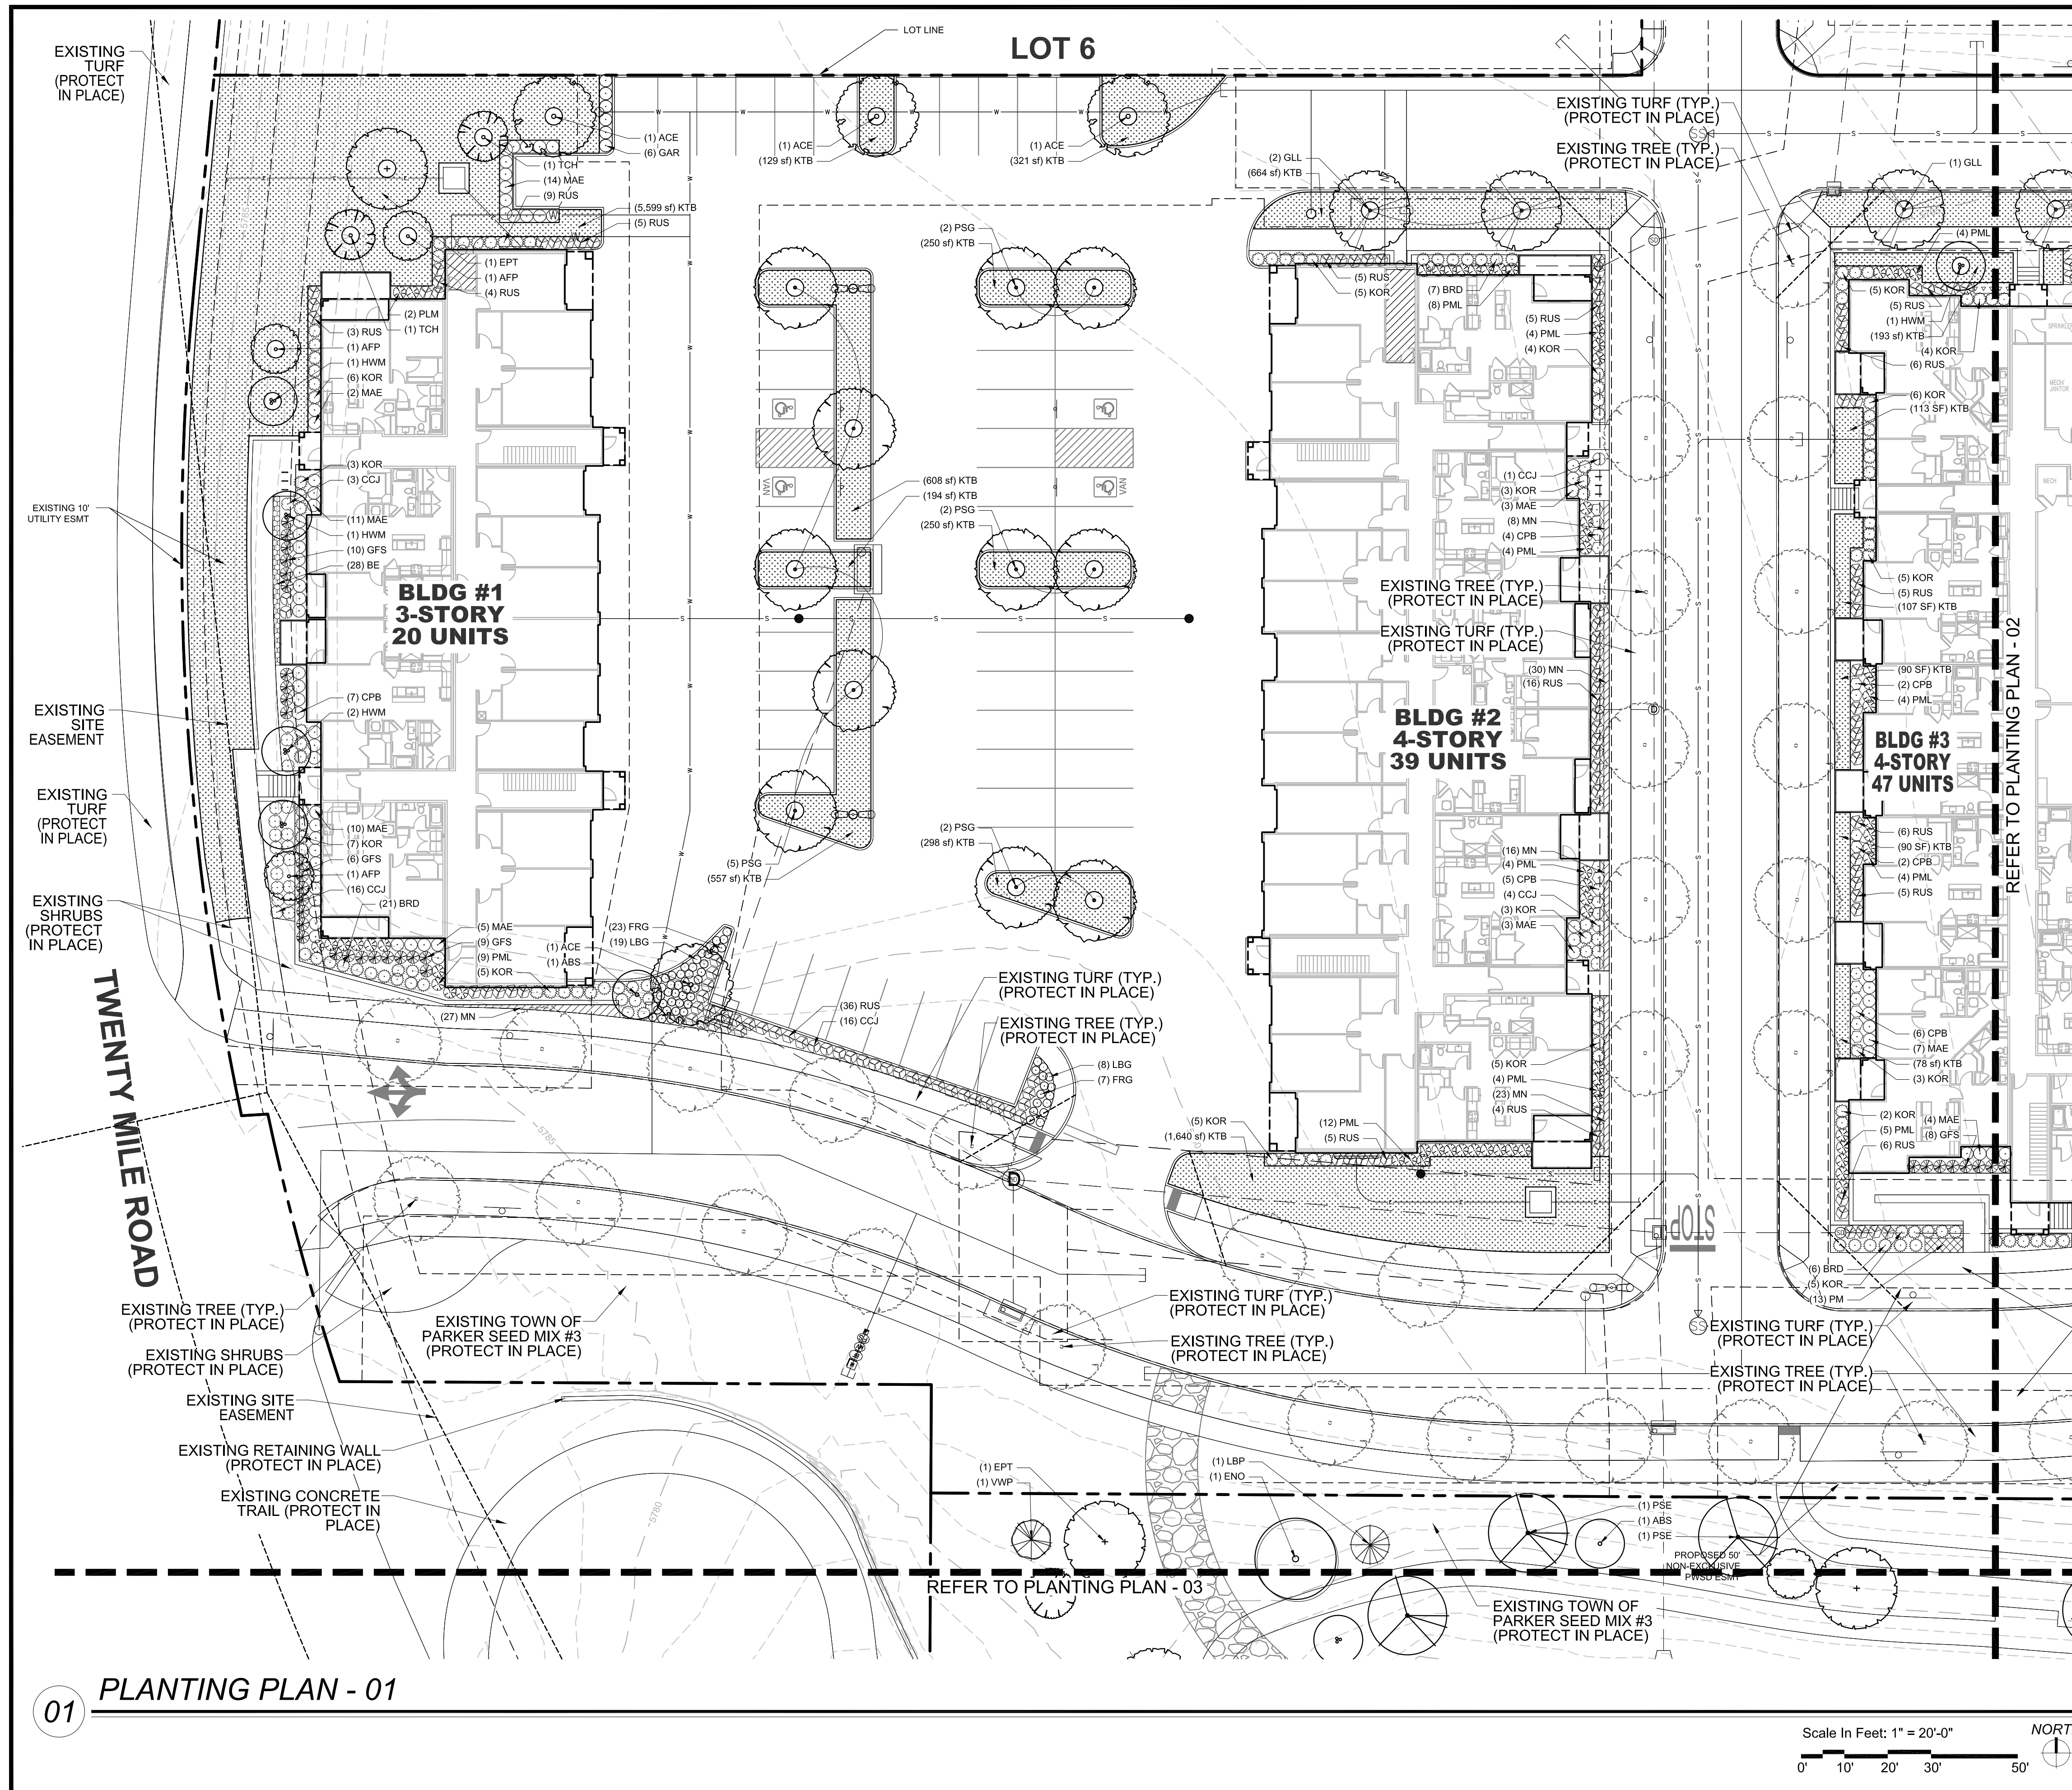 LOT 6
LOT LINE
EXISTING
TURF
(PROTECT
IN PLACE)
(1) ACE
(6) GAR
(1) TCH
(14) MAE
(9) RUS
(5,599 sf) KTB
(5) RUS
(1) ACE
(129 sf) KTB
(1) ACE
(321 sf) KTB
(2) GLL
(664 sf) KTB
EXISTING TURF (TYP.)
(PROTECT IN PLACE)
EXISTING TREE (TYP.)
(PROTECT IN PLACE)
(1) GLL
(4) PML
(1) EPT
(1) AFP
(4) RUS
(2) PLM
(1) TCH
(3) RUS
(1) AFP
(1) HWM
(6) KOR
(2) MAE
(3) KOR
(3) CCJ
(11) MAE
(1) HWM
(10) GFS
(28) BE
EXISTING 10'
UTILITY ESMT
BLDG #1
3-STORY
20 UNITS
(7) CPB
(2) HWM
EXISTING
SITE
EASEMENT
EXISTING
TURF
(PROTECT
IN PLACE)
(10) MAE
(7) KOR
(6) GFS
(1) AFP
(16) CCJ
(21) BRD
EXISTING
SHRUBS
(PROTECT
IN PLACE)
(5) MAE
(9) GFS
(9) PML
(5) KOR
(1) ACE
(1) ABS
(23) FRG
(19) LBG
(27) MN
(2) PSG
(250 sf) KTB
VAN
VAN
(608 sf) KTB
(194 sf) KTB
(2) PSG
(250 sf) KTB
(2) PSG
(298 sf) KTB
(5) PSG
(557 sf) KTB
(36) RUS
(16) CCJ
EXISTING TURF (TYP.)
(PROTECT IN PLACE)
EXISTING TREE (TYP.)
(PROTECT IN PLACE)
(8) LBG
(7) FRG
(5) RUS
(5) KOR
(7) BRD
(8) PML
(5) RUS
(4) PML
(4) KOR
(1) CCJ
(3) KOR
(3) MAE
(8) MN
(4) CPB
(4) PML
EXISTING TREE (TYP.)
(PROTECT IN PLACE)
EXISTING TURF (TYP.)
(PROTECT IN PLACE)
(30) MN
(16) RUS
BLDG #2
4-STORY
39 UNITS
(16) MN
(4) PML
(5) CPB
(4) CCJ
(3) KOR
(3) MAE
(5) KOR
(4) PML
(23) MN
(4) RUS
(5) KOR
(1,640 sf) KTB
(12) PML
(5) RUS
(5) KOR
(5) RUS
(1) HWM
(193 sf) KTB
(4) KOR
(6) RUS
(6) KOR
(113 SF) KTB
MECH/
JANITOR
MECH
(5) KOR
(5) RUS
(107 SF) KTB
(90 SF) KTB
(2) CPB
(4) PML
BLDG #3
4-STORY
47 UNITS
REFER TO PLANTING PLAN - 02
(6) RUS
(90 SF) KTB
(2) CPB
(4) PML
(5) RUS
(6) CPB
(7) MAE
(78 sf) KTB
(3) KOR
(2) KOR
(5) PML
(6) RUS
(4) MAE
(8) GFS
STOP
(6) BRD
(5) KOR
(13) PM
EXISTING TURF (TYP.)
(PROTECT IN PLACE)
EXISTING TREE (TYP.)
(PROTECT IN PLACE)
TWENTY MILE ROAD
5785
EXISTING TREE (TYP.)
(PROTECT IN PLACE)
EXISTING SHRUBS
(PROTECT IN PLACE)
EXISTING TOWN OF
PARKER SEED MIX #3
(PROTECT IN PLACE)
EXISTING SITE
EASEMENT
EXISTING RETAINING WALL
(PROTECT IN PLACE)
EXISTING CONCRETE
TRAIL (PROTECT IN
PLACE)
5780
EXISTING TURF (TYP.)
(PROTECT IN PLACE)
EXISTING TREE (TYP.)
(PROTECT IN PLACE)
(1) EPT
(1) VWP
(1) LBP
(1) ENO
(1) PSE
(1) ABS
(1) PSE
PROPOSED 50'
NON-EXCLUSIVE
PWSD ESMT
REFER TO PLANTING PLAN - 03
EXISTING TOWN OF
PARKER SEED MIX #3
(PROTECT IN PLACE)
01
PLANTING PLAN - 01
Scale In Feet: 1" = 20'-0"
0' 10' 20' 30' 50'